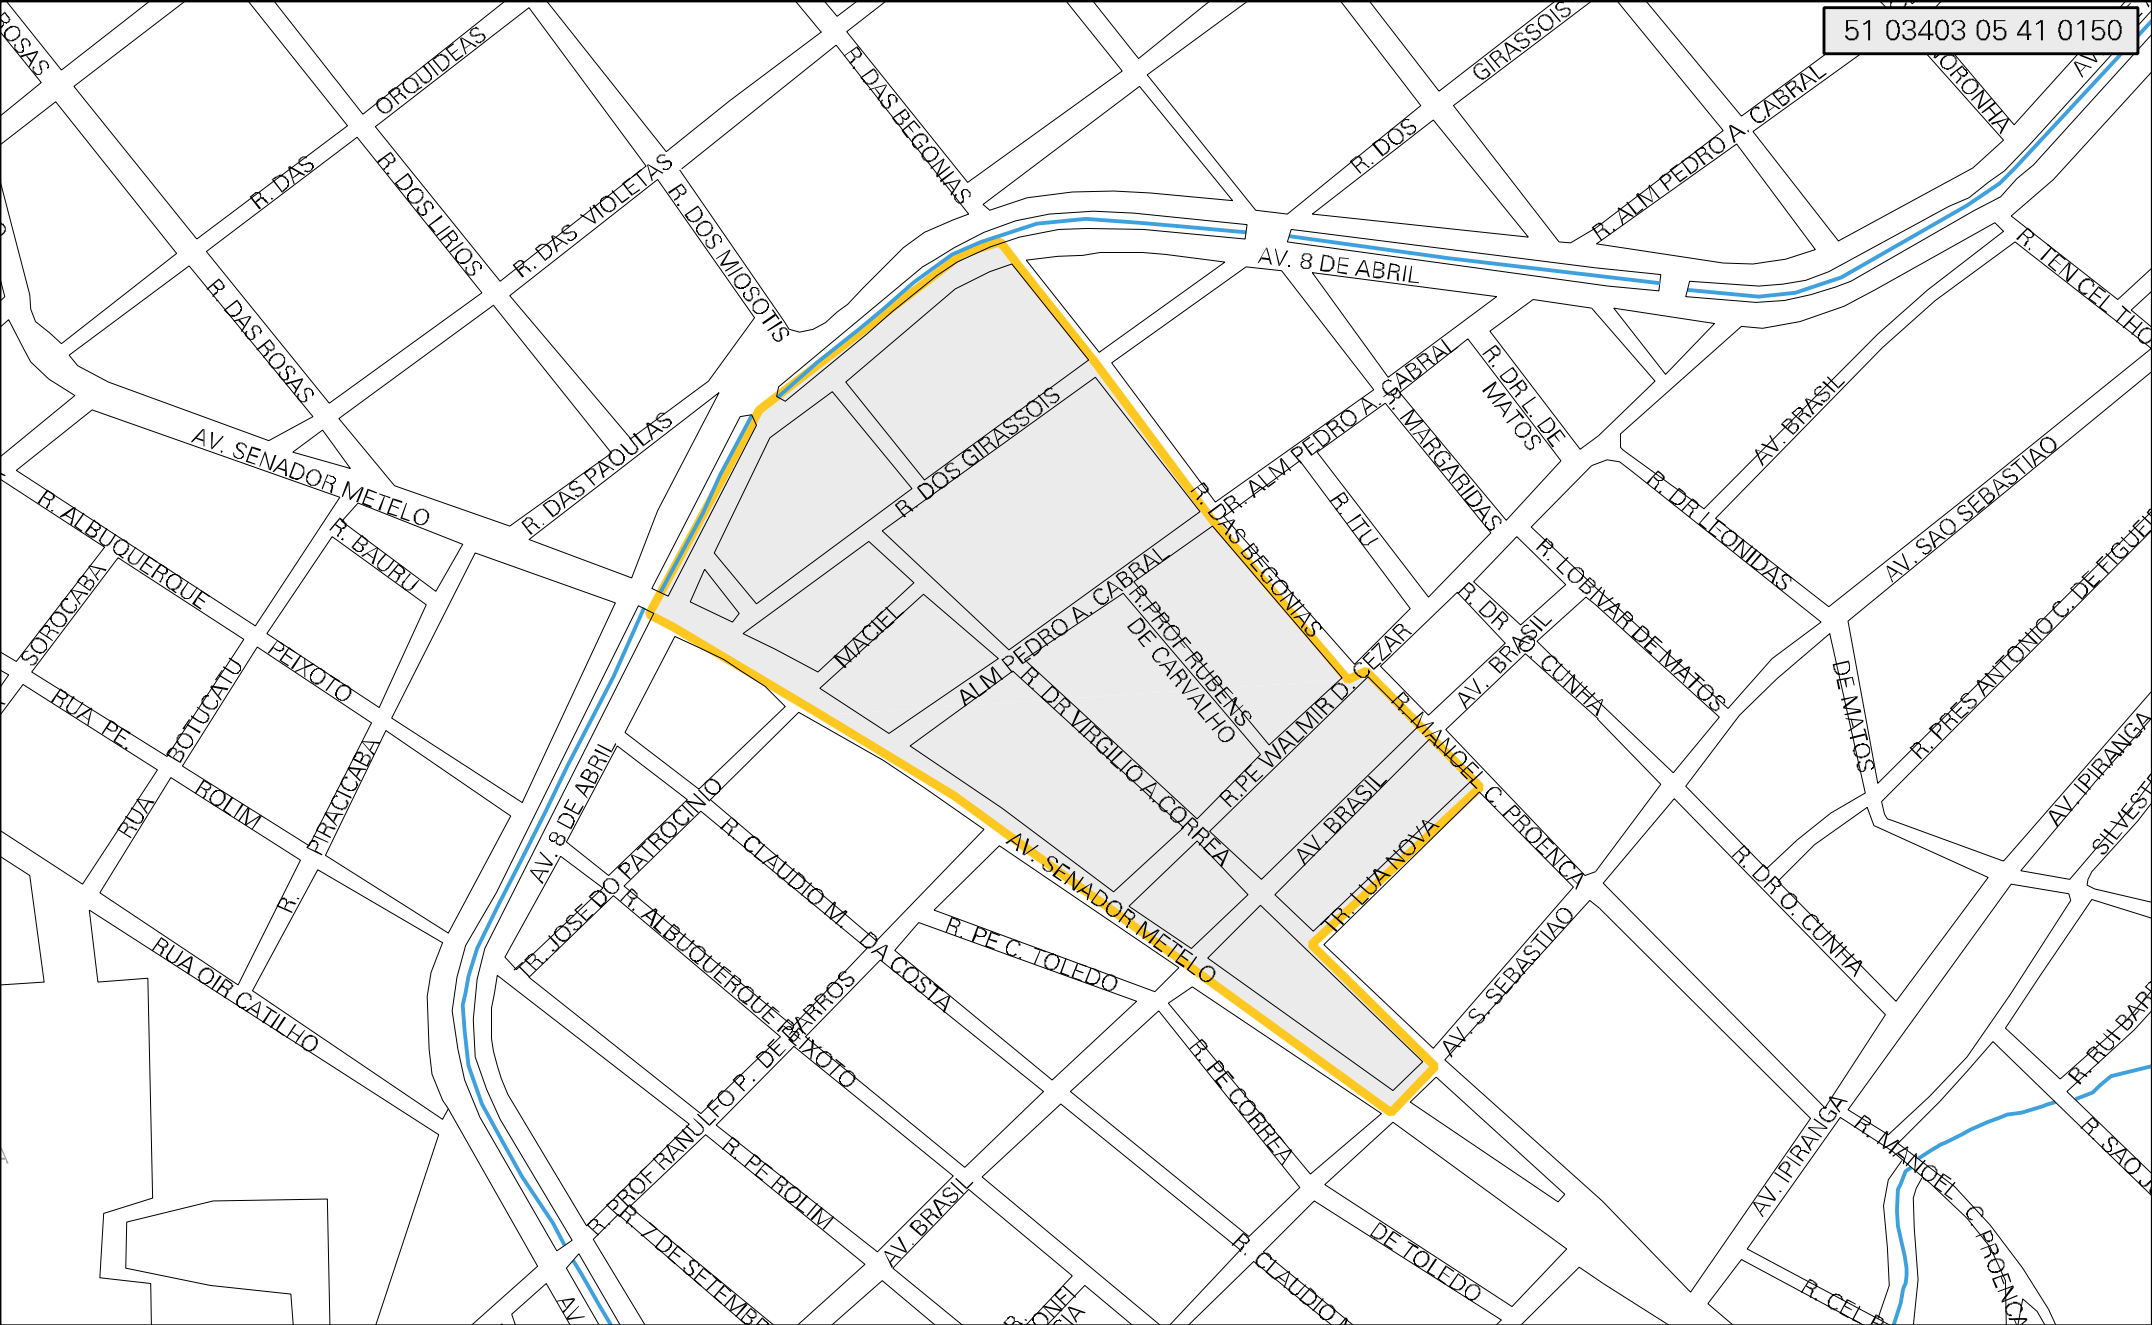 51 03403 05 41 0150
ROSAS
ORQUIDEAS
R. DAS
R. DOS LIRIOS
R. DAS VIOLETAS
R. DAS BEGONIAS
R. DOS MIOSOTIS
R. DAS ROSAS
R. DAS PAOULAS
GIRASSOIS
R. DOS
NORONHA
R. ALM PEDRO A. CABRAL
AV. 8 DE ABRIL
R. TEN CEL. THO
AV. SENADOR METELO
R. ALBUQUERQUE
R. BAURU
SOROCABA
PEIXOTO
BOTUCATU
RUA PE.
ROLIM
RUA
PIRACICABA
R.
RUA OIR CATILHO
AV. 8 DE ABRIL
R. DOS GIRASSOIS
MACIEL
ALM PEDRO A. CABRAL
R. ALM PEDRO A. CABRAL
R. DAS BEGONIAS
R. PROF RUBENS
DE CARVALHO
R. DR VIRGILIO A. CORREA
R. PE WALMIR D. CEZAR
AV. BRASIL
TR. LUA NOVA
AV. SENADOR METELO
R. MANOEL C. PROENCA
R. ITU
R. MARGARIDAS
R. DR L. DE
MATOS
AV. BRASIL
R. DR LEONIDAS
DE MATOS
AV. SAO SEBASTIAO
R. LOBIVAR DE MATOS
R. DR O. CUNHA
AV. BRASIL
R. PRES ANTONIO C. DE FIGUEI
AV. IPIRANGA
SILVEST
R. DR O. CUNHA
AV. S. SEBASTIAO
R. RUI BAR
R. SAO J
AV. IPIRANGA
R. MANOEL C. PROENCA
R. CEL P
TR. JOSE DO PATROCINIO
R. CLAUDIO M. DA COSTA
R. ALBUQUERQUE PEIXOTO
R. PE C. TOLEDO
R. PROF RANULFO P. DE BARROS
R. PE ROLIM
R. 7 DE SETEMB
AV. BRASIL
R. PE CORREA
R. CLAUDIO M
DE TOLEDO
AV.
AV.